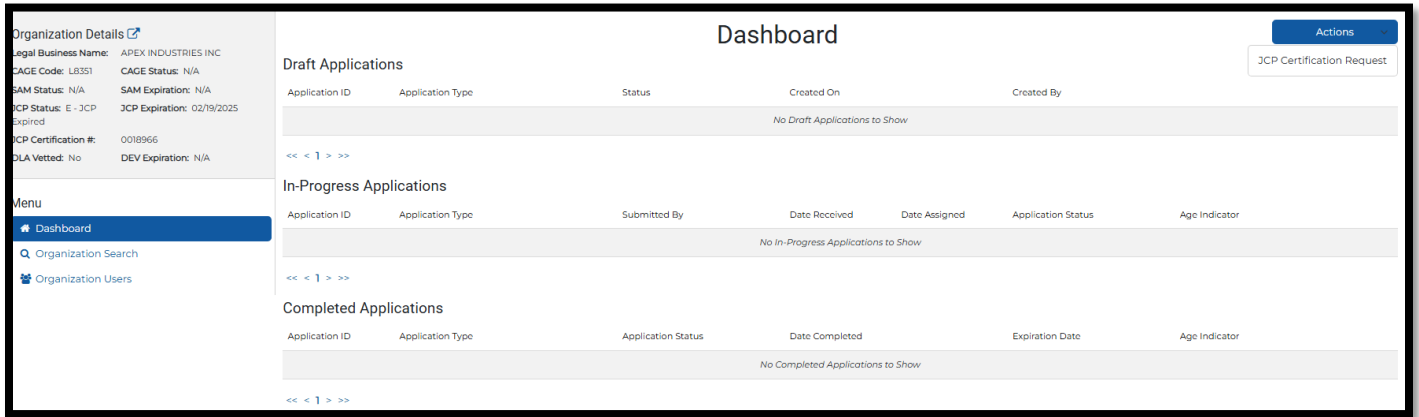 Organization Details
Legal Business Name: APEX INDUSTRIES INC
CAGE Code: L8351 CAGE Status: N/A
SAM Status: N/A SAM Expiration: N/A
JCP Status: E - JCP Expired JCP Expiration: 02/19/2025
JCP Certification #: 0018966
DLA Vetted: No DEV Expiration: N/A
Menu
Dashboard
Organization Search
Organization Users
Dashboard
Actions
JCP Certification Request
Draft Applications
Application ID Application Type Status Created On Created By
No Draft Applications to Show
<< < 1 > >>
In-Progress Applications
Application ID Application Type Submitted By Date Received Date Assigned Application Status Age Indicator
No In-Progress Applications to Show
<< < 1 > >>
Completed Applications
Application ID Application Type Application Status Date Completed Expiration Date Age Indicator
No Completed Applications to Show
<< < 1 > >>